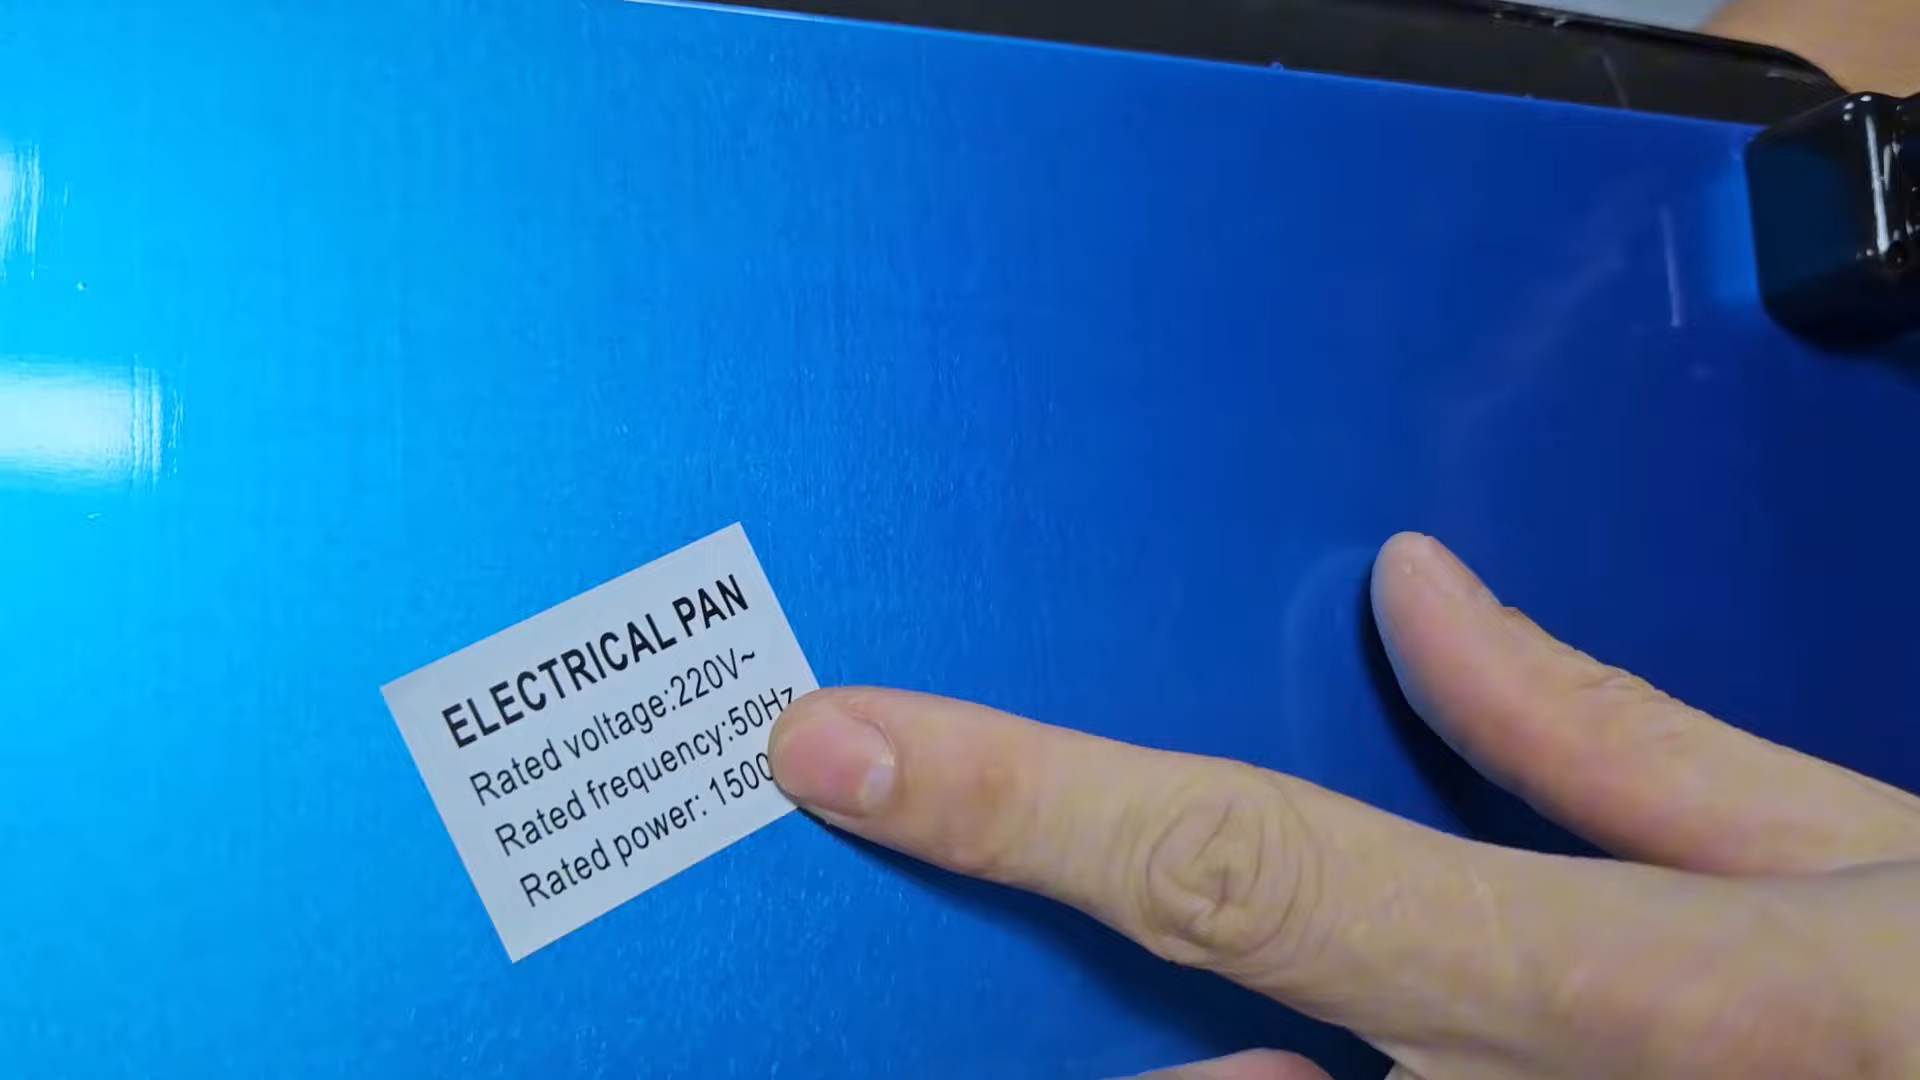 ELECTRICAL PAN
Rated voltage:220V~
Rated frequency:50Hz
Rated power: 1500